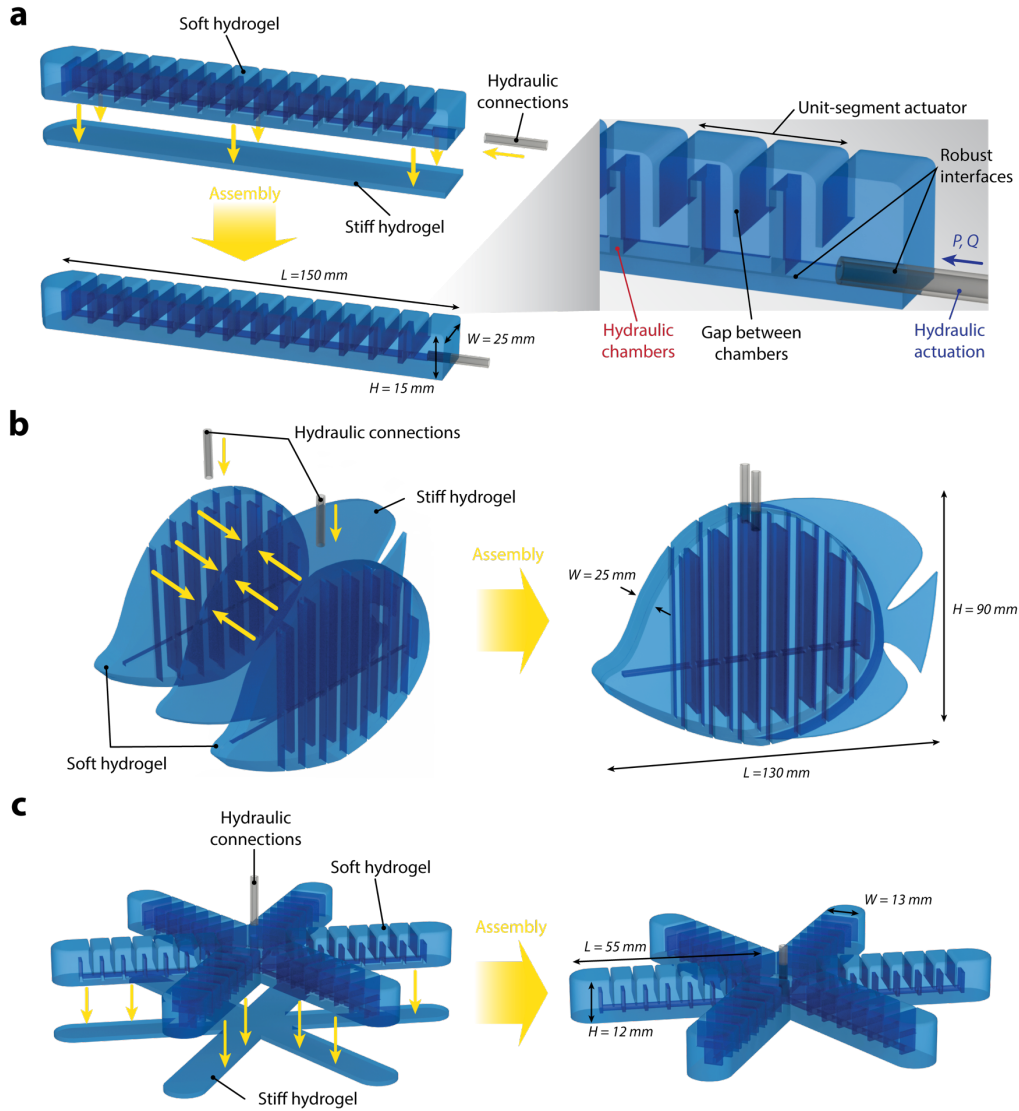 a
Soft hydrogel
Hydraulic
connections
Assembly
Stiff hydrogel
L=150 mm
W = 25 mm
H = 15 mm
Unit-segment actuator
Robust
interfaces
P, Q
Hydraulic
chambers
Gap between
chambers
Hydraulic
actuation
b
Hydraulic connections
Stiff hydrogel
Soft hydrogel
Assembly
W = 25 mm
H = 90 mm
L=130 mm
c
Hydraulic
connections
Soft hydrogel
Stiff hydrogel
Assembly
W = 13 mm
L = 55 mm
H = 12 mm